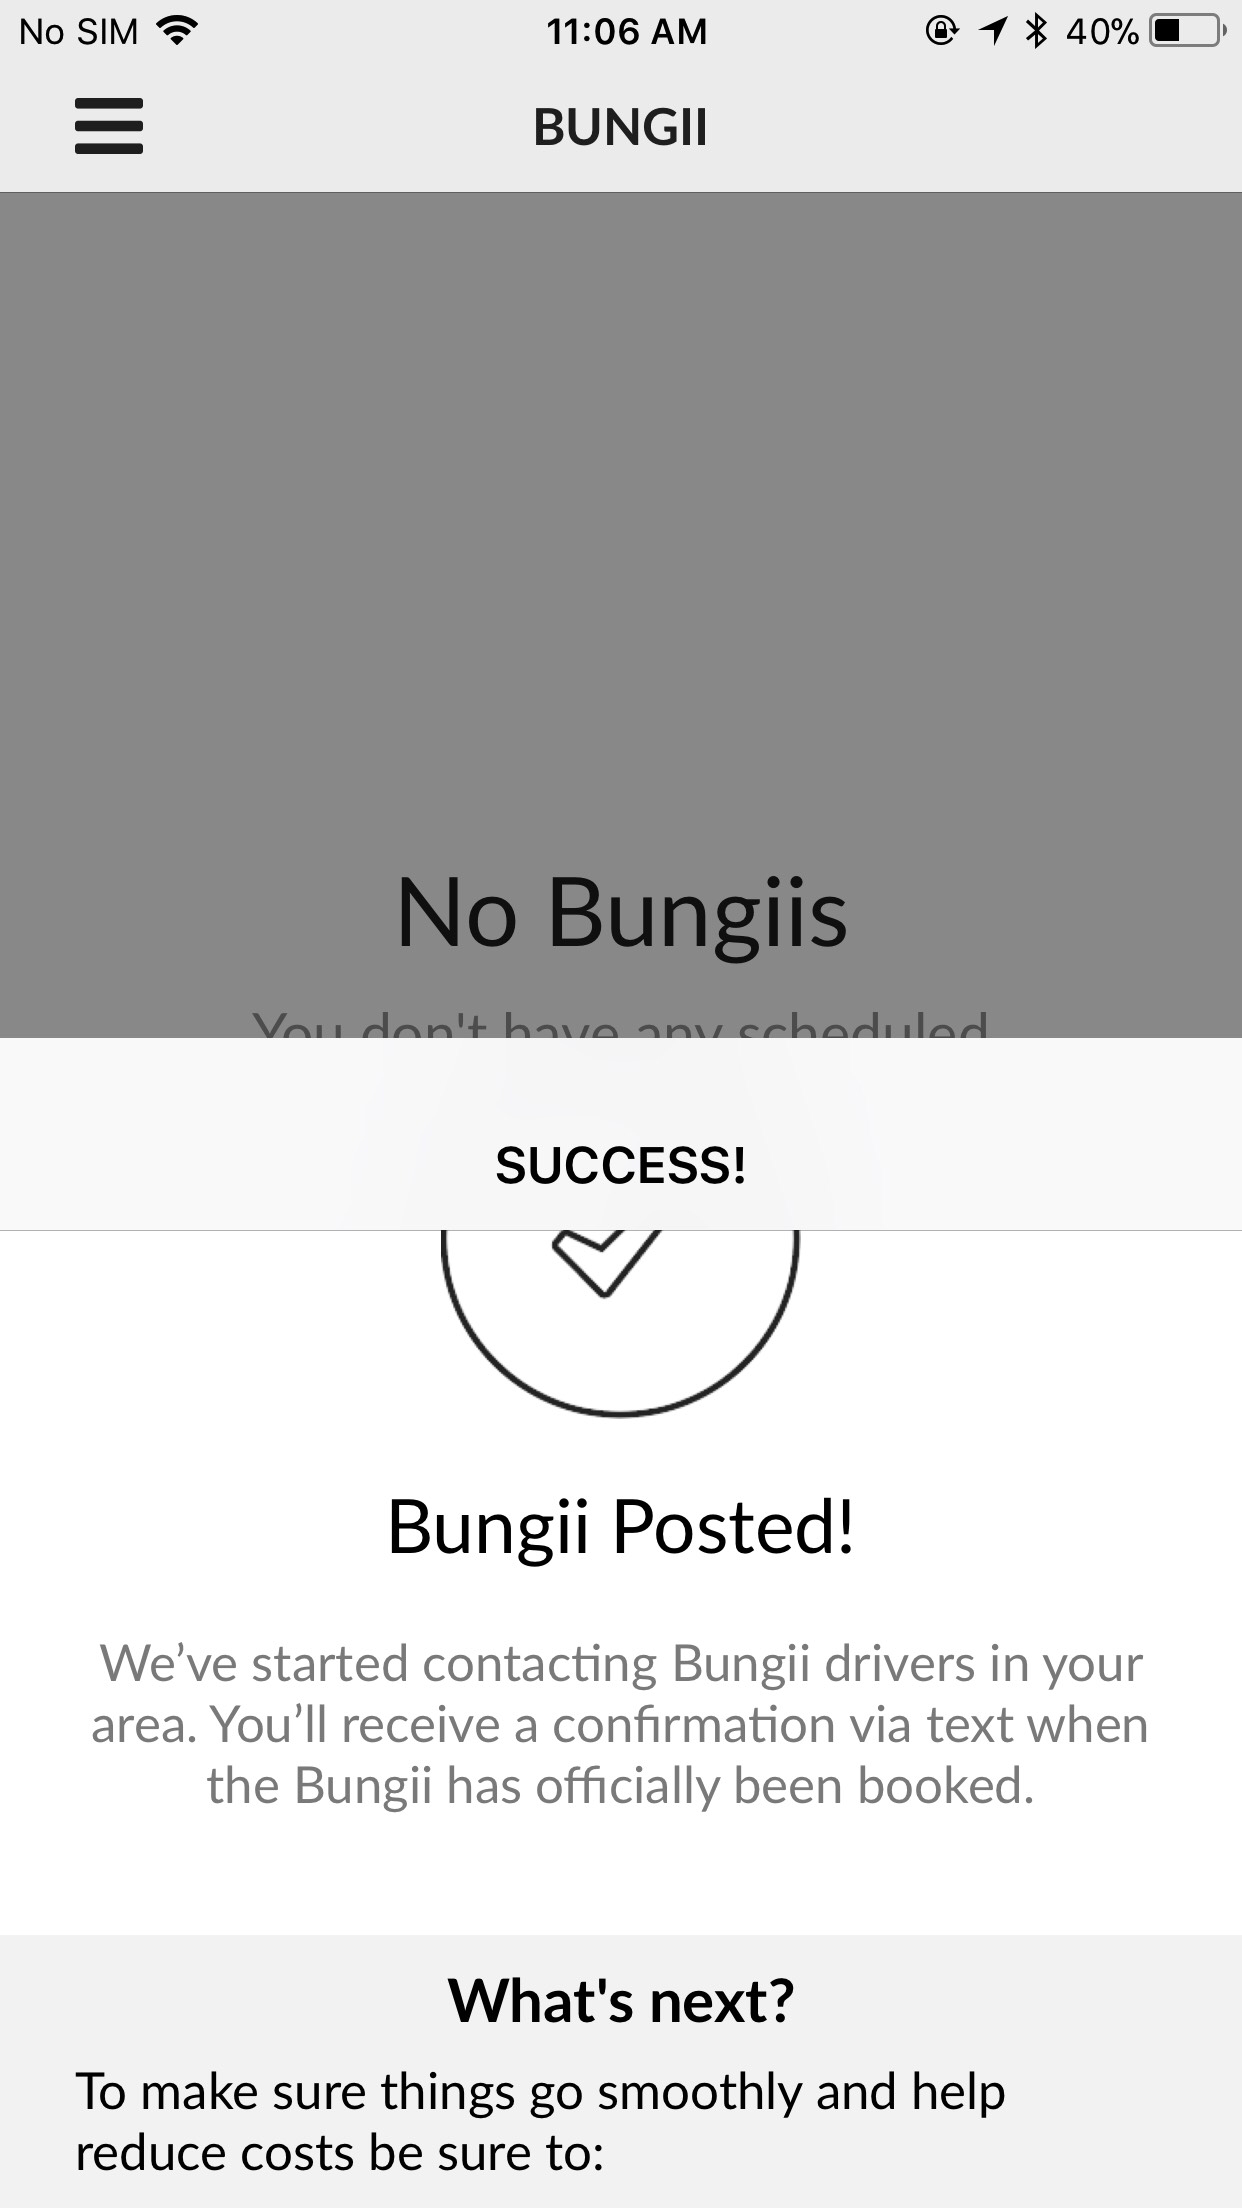 No SIM 11:06 AM 40%
BUNGII
No Bungiis
You don't have any scheduled
SUCCESS!
Bungii Posted!
We’ve started contacting Bungii drivers in your
area. You’ll receive a confirmation via text when
the Bungii has officially been booked.
What's next?
To make sure things go smoothly and help
reduce costs be sure to: